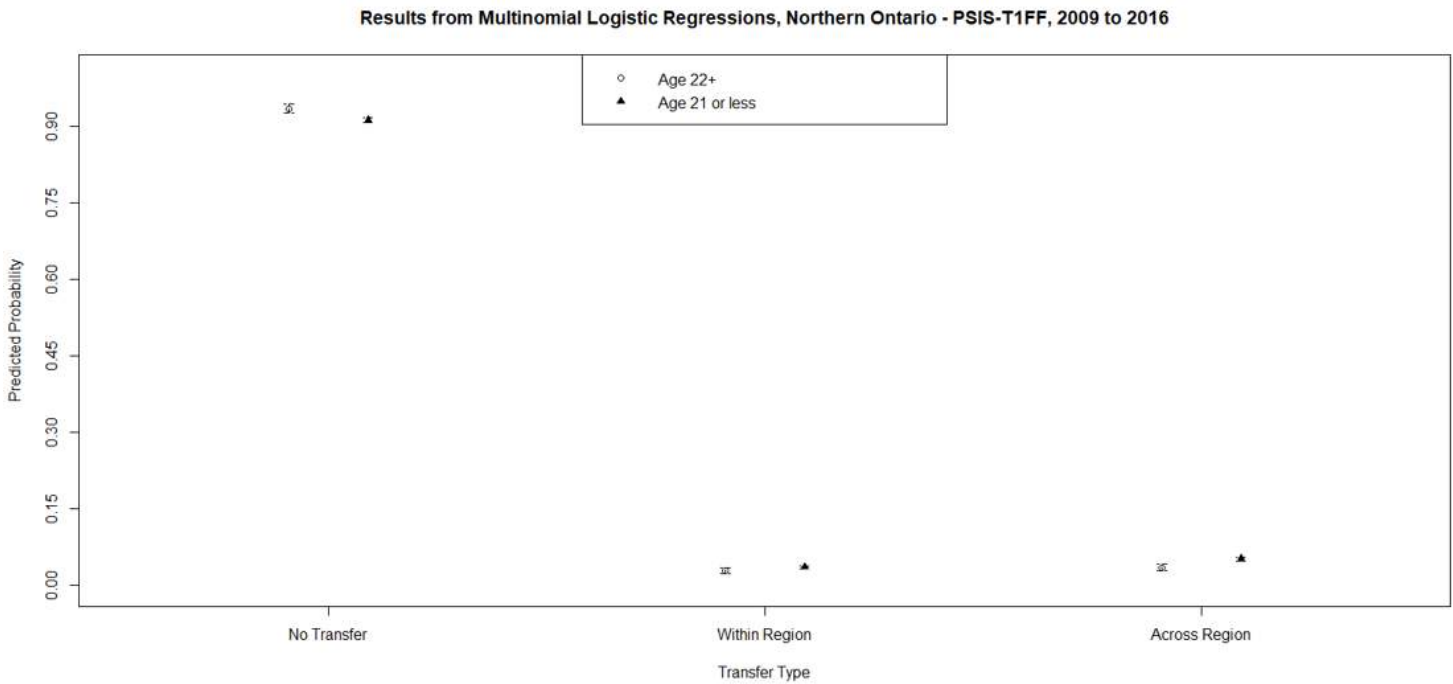 Results from Multinomial Logistic Regressions, Northern Ontario - PSIS-T1FF, 2009 to 2016
Age 22+
Age 21 or less
0.90
0.75
0.60
0.45
0.30
0.15
0.00
Predicted Probability
No Transfer
Within Region
Across Region
Transfer Type